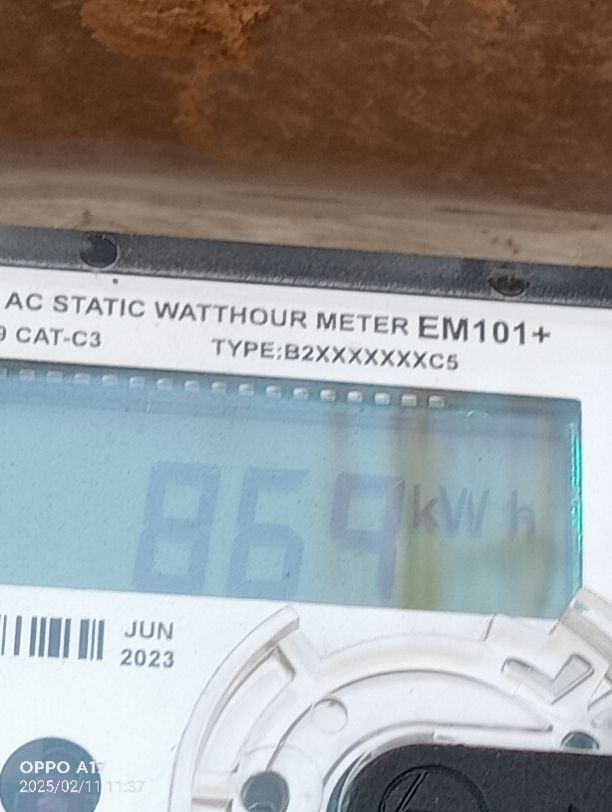 AC STATIC WATTHOUR METER EM101+
9 CAT-C3 TYPE:B2XXXXXXXC5
869 kWh
JUN
2023
OPPO A17
2025/02/11 11:37